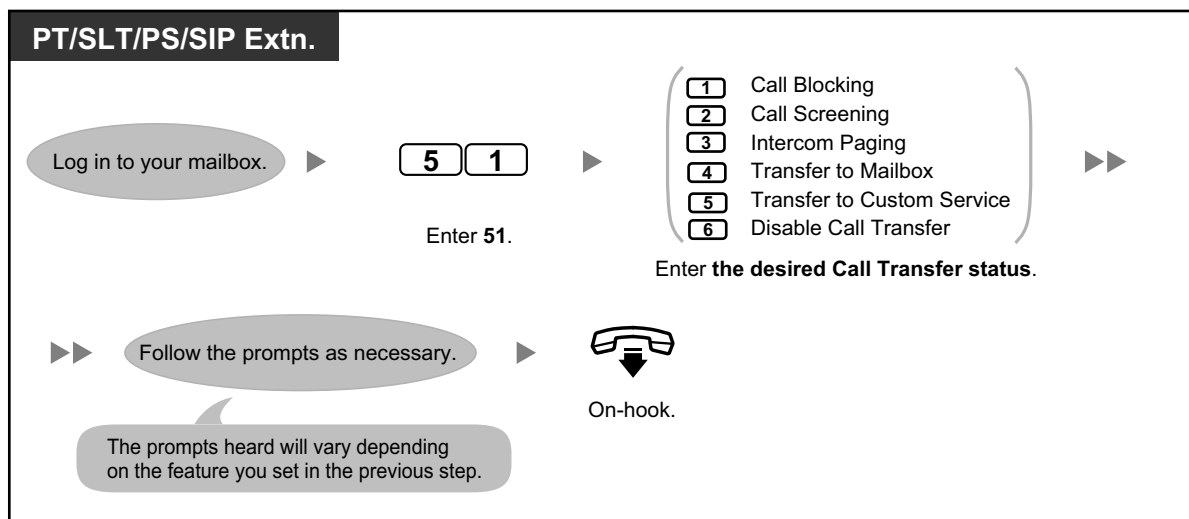 PT/SLT/PS/SIP Extn.
Log in to your mailbox.
5 1
Enter 51.
1 Call Blocking
2 Call Screening
3 Intercom Paging
4 Transfer to Mailbox
5 Transfer to Custom Service
6 Disable Call Transfer
Enter the desired Call Transfer status.
Follow the prompts as necessary.
The prompts heard will vary depending
on the feature you set in the previous step.
On-hook.